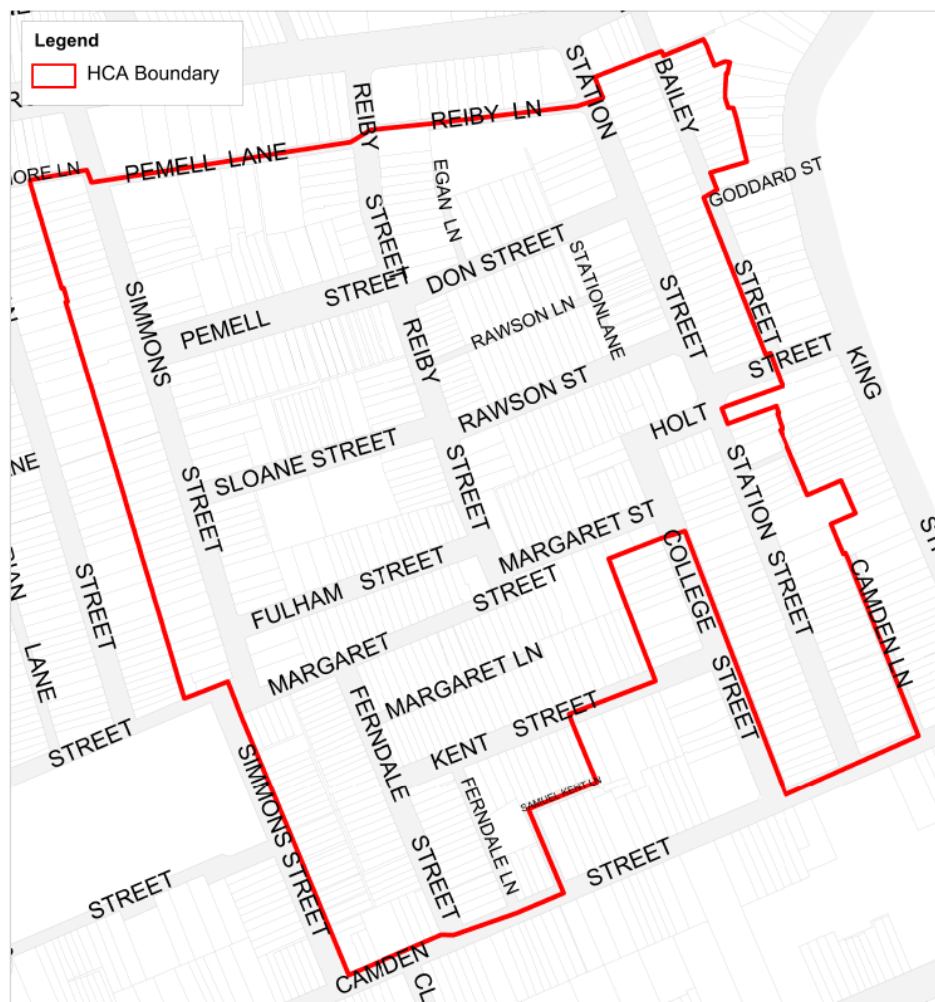 Legend
HCA Boundary
STATION
BAILEY
REIBY
REIBY LN
PEMELL LANE
EGAN LN
GODDARD ST
STREET
DON STREET
STATIONLANE
SIMMONS
STREET
PEMELL
RAWSON LN
STREET
STREET
REIBY
STREET
KING
RAWSON ST
HOLT
SLOANE STREET
STREET
STREET
STATION STREET
MARGARET ST
COLLEGE
STREET
FULHAM STREET
STREET
CAMDEN LN
MARGARET
MARGARET LN
LANE
STREET
FERNDALE
KENT STREET
STREET
SIMMONS STREET
FERNDALE LN
SAMUEL KENT LN
STREET
STREET
STREET
CAMDEN